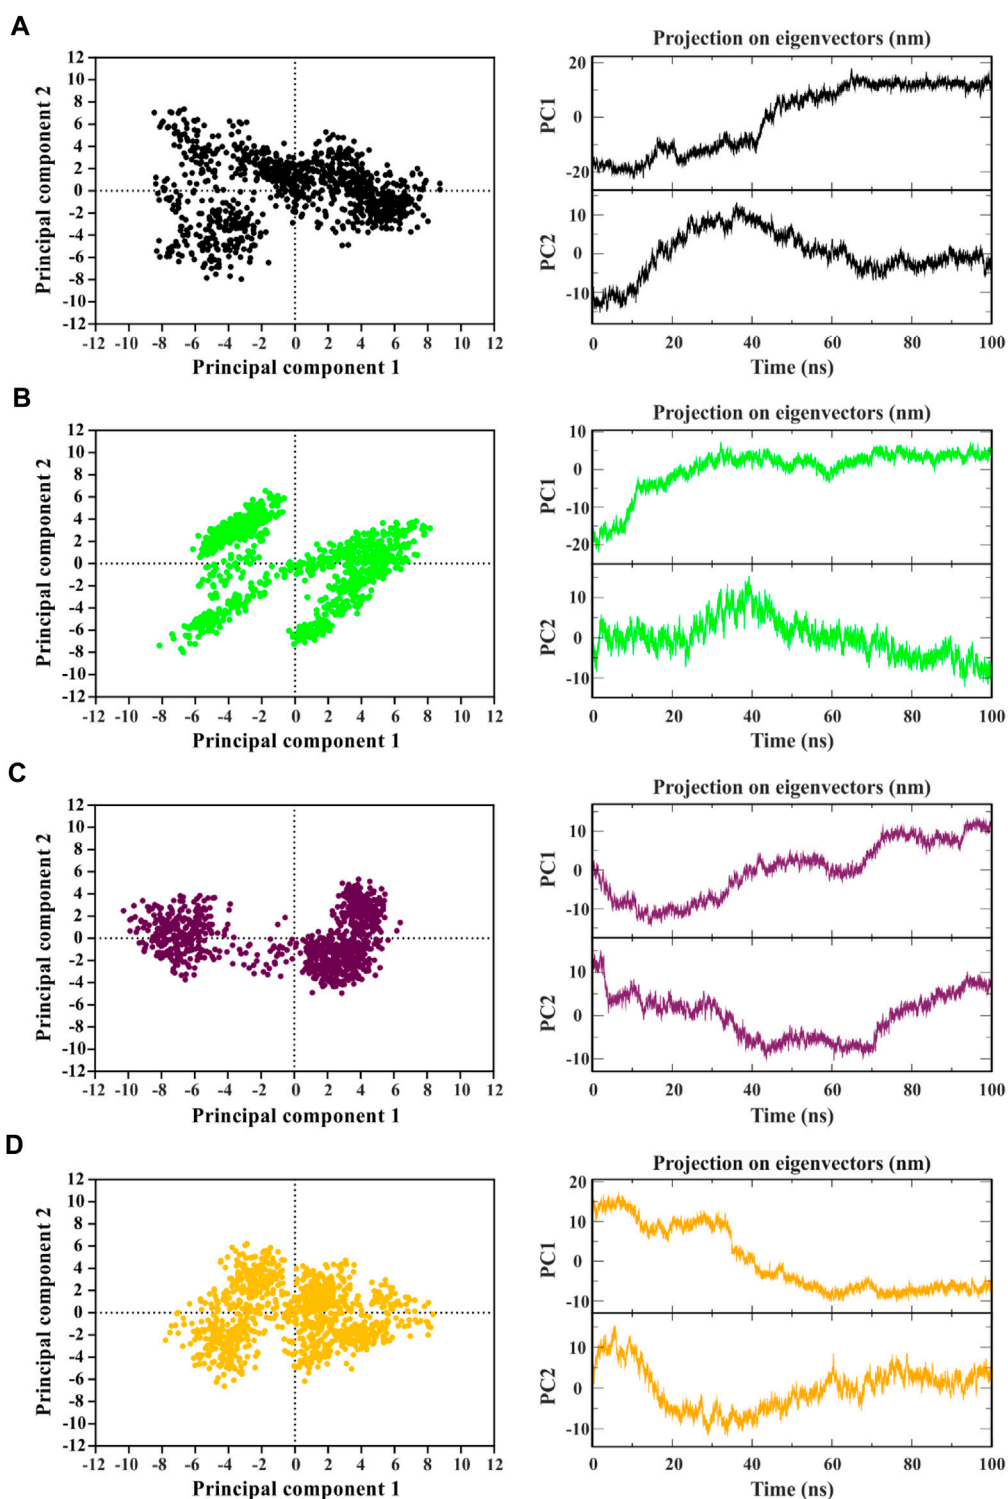 A
Projection on eigenvectors (nm)
Principal component 2
12
10
8
6
4
2
0
-2
-4
-6
-8
-10
-12
-12 -10 -8 -6 -4 -2 0 2 4 6 8 10 12
Principal component 1
PC1
20
0
-20
PC2
10
0
-10
0 20 40 60 80 100
Time (ns)
B
Projection on eigenvectors (nm)
Principal component 2
12
10
8
6
4
2
0
-2
-4
-6
-8
-10
-12
-12 -10 -8 -6 -4 -2 0 2 4 6 8 10 12
Principal component 1
PC1
10
0
-10
-20
PC2
10
0
-10
0 20 40 60 80 100
Time (ns)
C
Projection on eigenvectors (nm)
Principal component 2
12
10
8
6
4
2
0
-2
-4
-6
-8
-10
-12
-12 -10 -8 -6 -4 -2 0 2 4 6 8 10 12
Principal component 1
PC1
10
0
-10
PC2
10
0
-10
0 20 40 60 80 100
Time (ns)
D
Projection on eigenvectors (nm)
Principal component 2
12
10
8
6
4
2
0
-2
-4
-6
-8
-10
-12
-12 -10 -8 -6 -4 -2 0 2 4 6 8 10 12
Principal component 1
PC1
20
10
0
-10
PC2
10
0
-10
0 20 40 60 80 100
Time (ns)